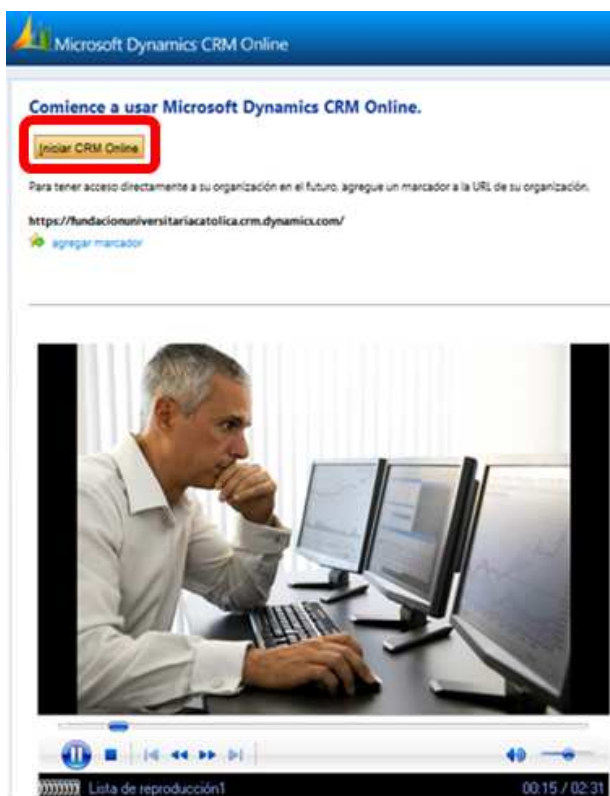 Microsoft Dynamics CRM Online
Comience a usar Microsoft Dynamics CRM Online.
Iniciar CRM Online
Para tener acceso directamente a su organización en el futuro, agregue un marcador a la URL de su organización.
https://fundacionuniversitariacatolica.crm.dynamics.com/
agregar marcador
Lista de reproducción1
00:15 / 02:31